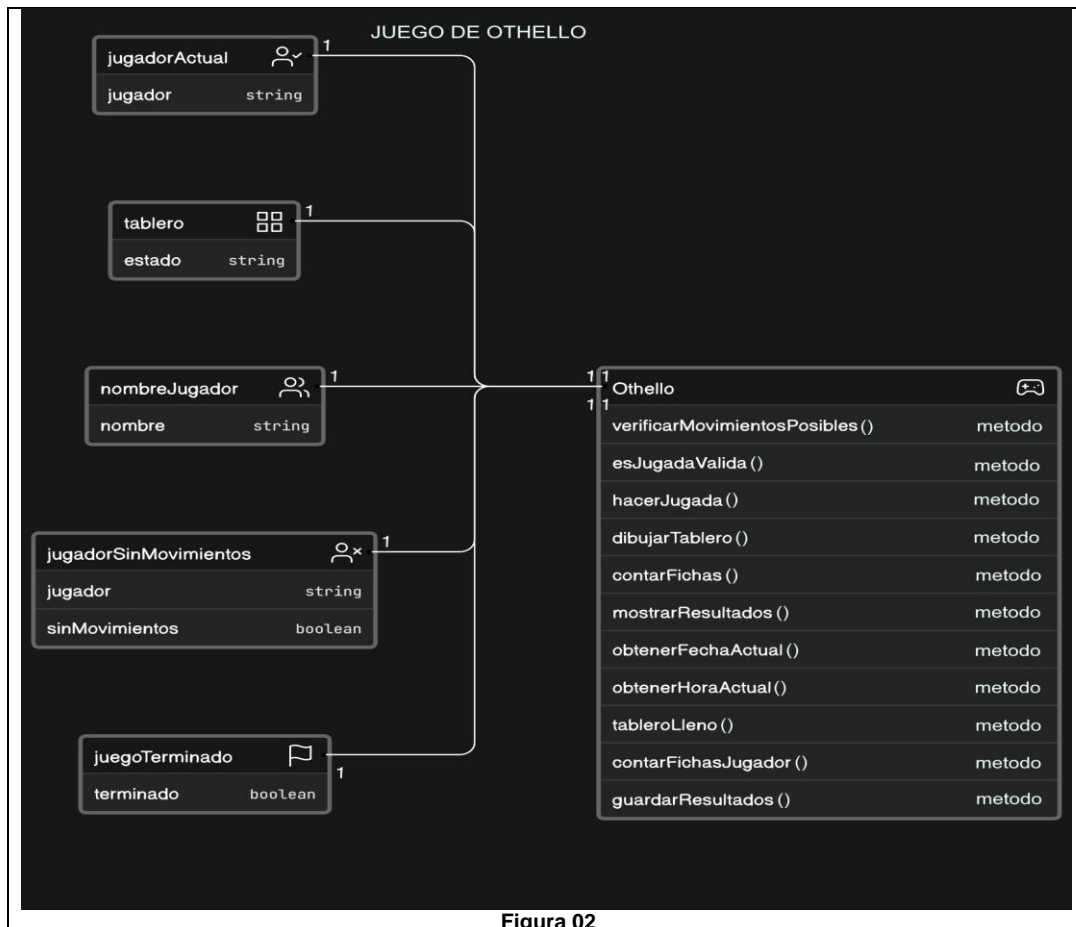 JUEGO DE OTHELLO
jugadorActual 1
jugador string
tablero 1
estado string
nombreJugador 1
nombre string
jugadorSinMovimientos 1
jugador string
sinMovimientos boolean
juegoTerminado 1
terminado boolean
1 1
1 1
Othello
verificarMovimientosPosibles () metodo
esJugadaValida () metodo
hacerJugada () metodo
dibujarTablero () metodo
contarFichas () metodo
mostrarResultados () metodo
obtenerFechaActual () metodo
obtenerHoraActual () metodo
tableroLleno () metodo
contarFichasJugador () metodo
guardarResultados () metodo
Figura 02